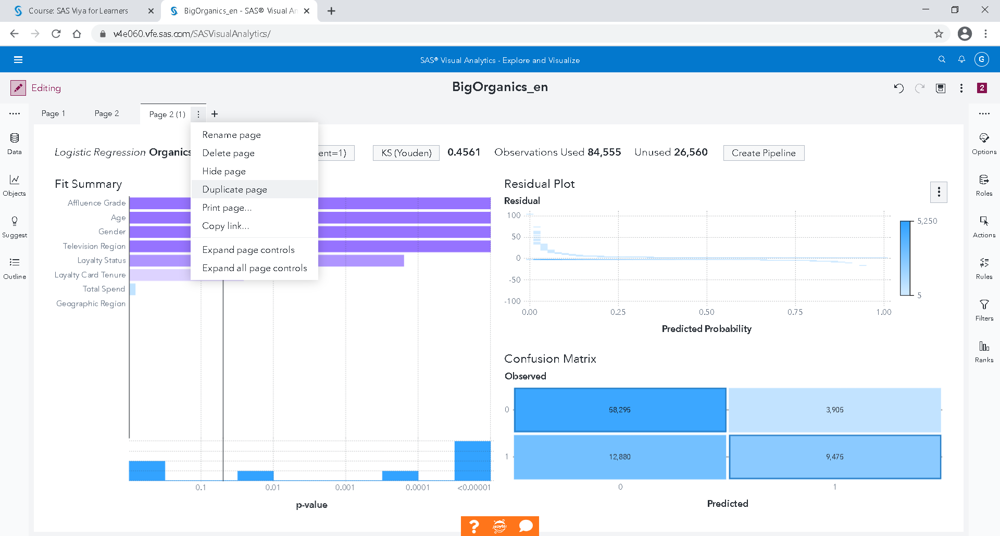 Course: SAS Viya for Learners
BigOrganics_en - SAS® Visual An
v4e060.vfe.sas.com/SASVisualAnalytics/
SAS® Visual Analytics - Explore and Visualize
G
Editing
BigOrganics_en
2
Page 1
Page 2
Page 2 (1)
Rename page
Delete page
Hide page
Duplicate page
Print page...
Copy link...
Expand page controls
Expand all page controls
Data
Objects
Suggest
Outline
Options
Roles
Actions
Rules
Filters
Ranks
Logistic Regression Organics
ent=1)
KS (Youden)
0.4561
Observations Used 84,555
Unused 26,560
Create Pipeline
Fit Summary
Affluence Grade
Age
Gender
Television Region
Loyalty Status
Loyalty Card Tenure
Total Spend
Geographic Region
0.1
0.01
0.001
0.0001
<0.00001
p-value
Residual Plot
Residual
100
50
0
-50
-100
0.00
0.25
0.50
0.75
1.00
Predicted Probability
5,250
5
Confusion Matrix
Observed
0
58,295
3,905
1
12,880
9,475
0
1
Predicted
?
jupyter